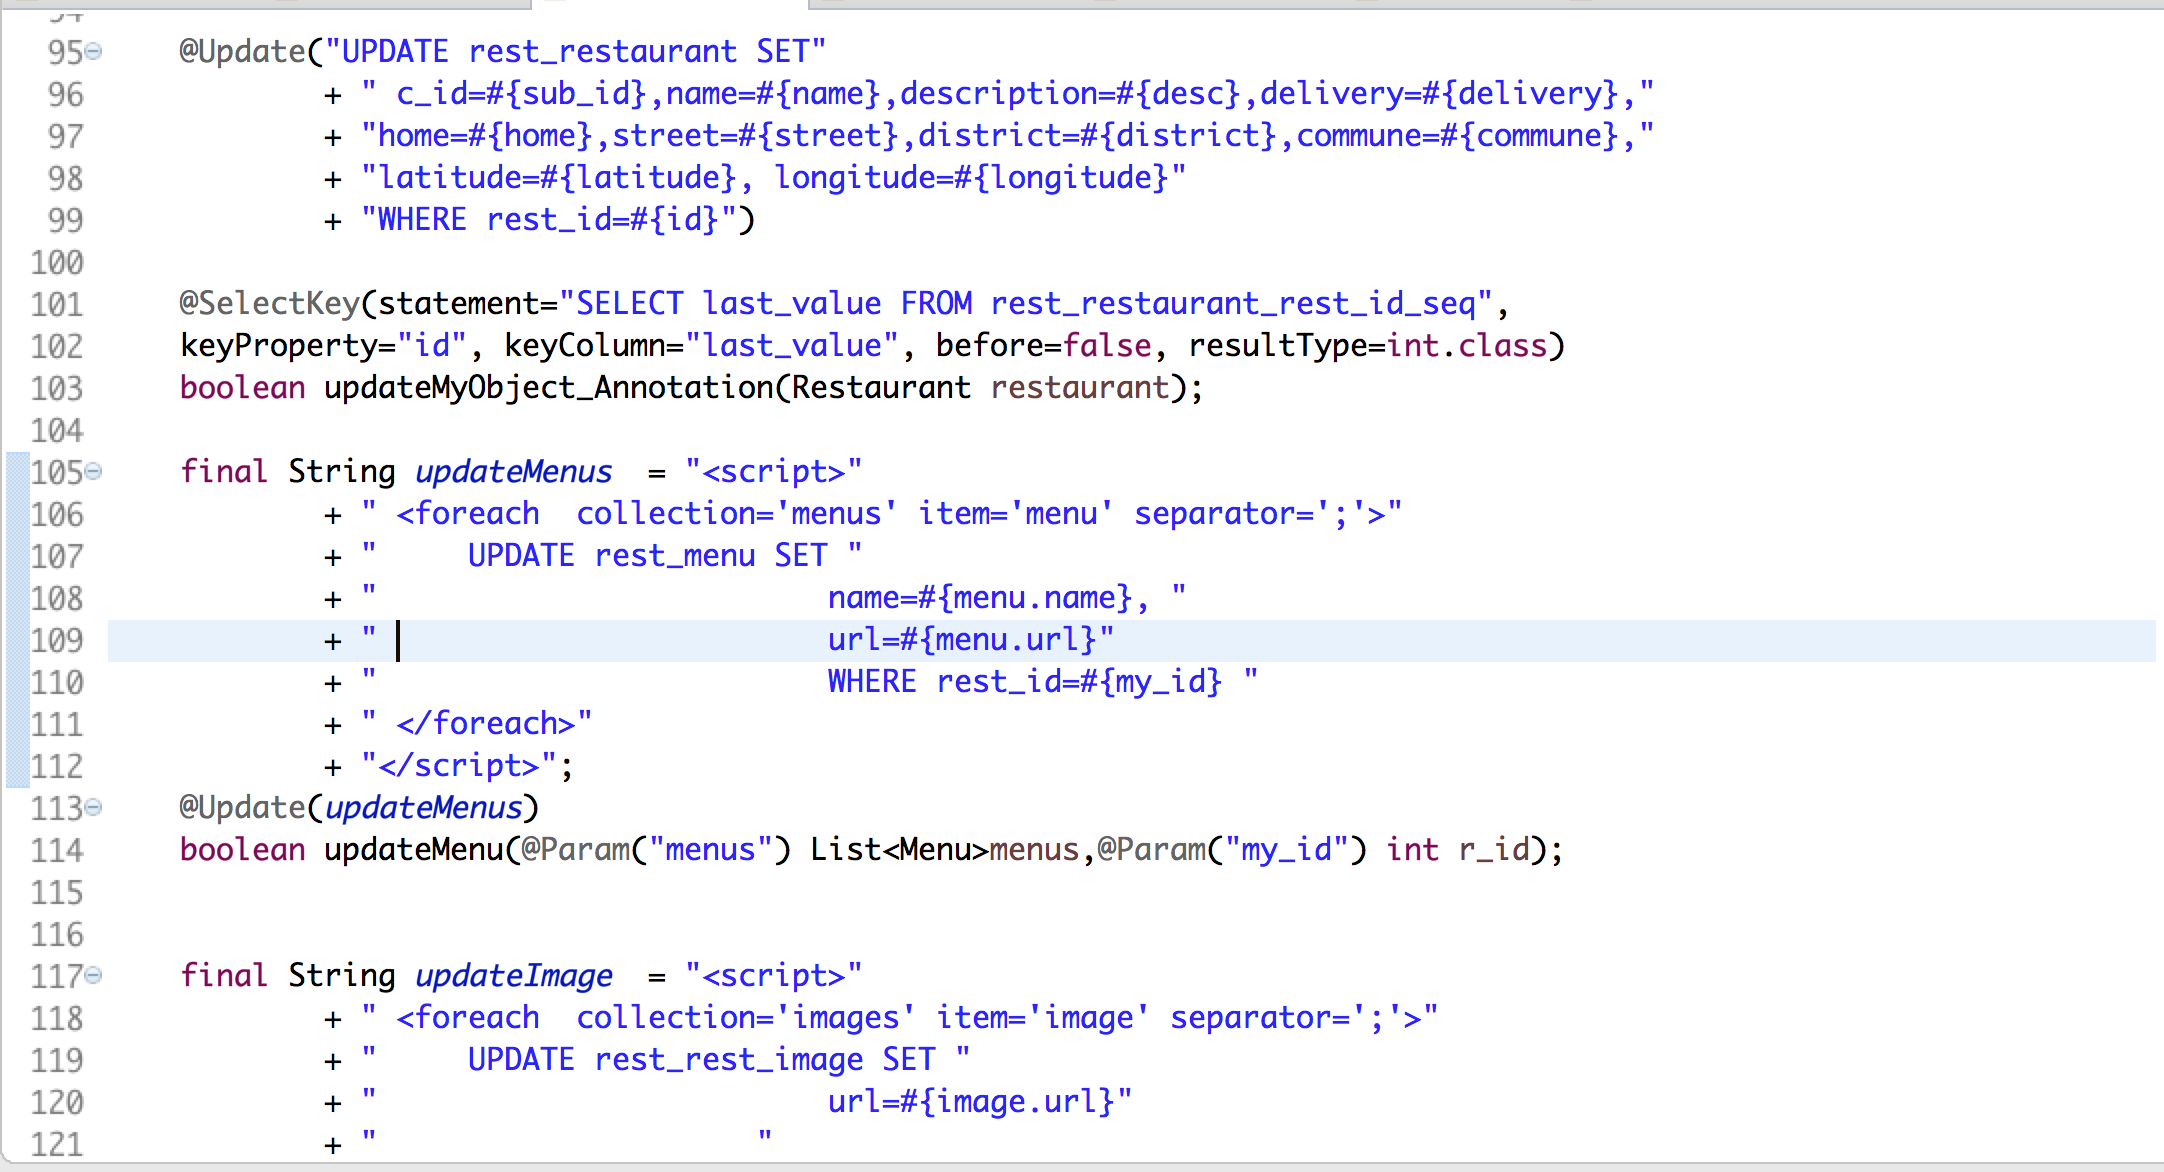 95 @Update("UPDATE rest_restaurant SET"
96 + " c_id=#{sub_id},name=#{name},description=#{desc},delivery=#{delivery},"
97 + "home=#{home},street=#{street},district=#{district},commune=#{commune},"
98 + "latitude=#{latitude}, longitude=#{longitude}"
99 + "WHERE rest_id=#{id}")
100
101 @SelectKey(statement="SELECT last_value FROM rest_restaurant_rest_id_seq",
102 keyProperty="id", keyColumn="last_value", before=false, resultType=int.class)
103 boolean updateMyObject_Annotation(Restaurant restaurant);
104
105 final String updateMenus  = "<script>"
106 + " <foreach  collection='menus' item='menu' separator=';'>"
107 + "     UPDATE rest_menu SET "
108 + "                         name=#{menu.name}, "
109 + "                         url=#{menu.url}"
110 + "                         WHERE rest_id=#{my_id} "
111 + " </foreach>"
112 + "</script>";
113 @Update(updateMenus)
114 boolean updateMenu(@Param("menus") List<Menu>menus,@Param("my_id") int r_id);
115
116
117 final String updateImage  = "<script>"
118 + " <foreach  collection='images' item='image' separator=';'>"
119 + "     UPDATE rest_rest_image SET "
120 + "                         url=#{image.url}"
121 + "                     "